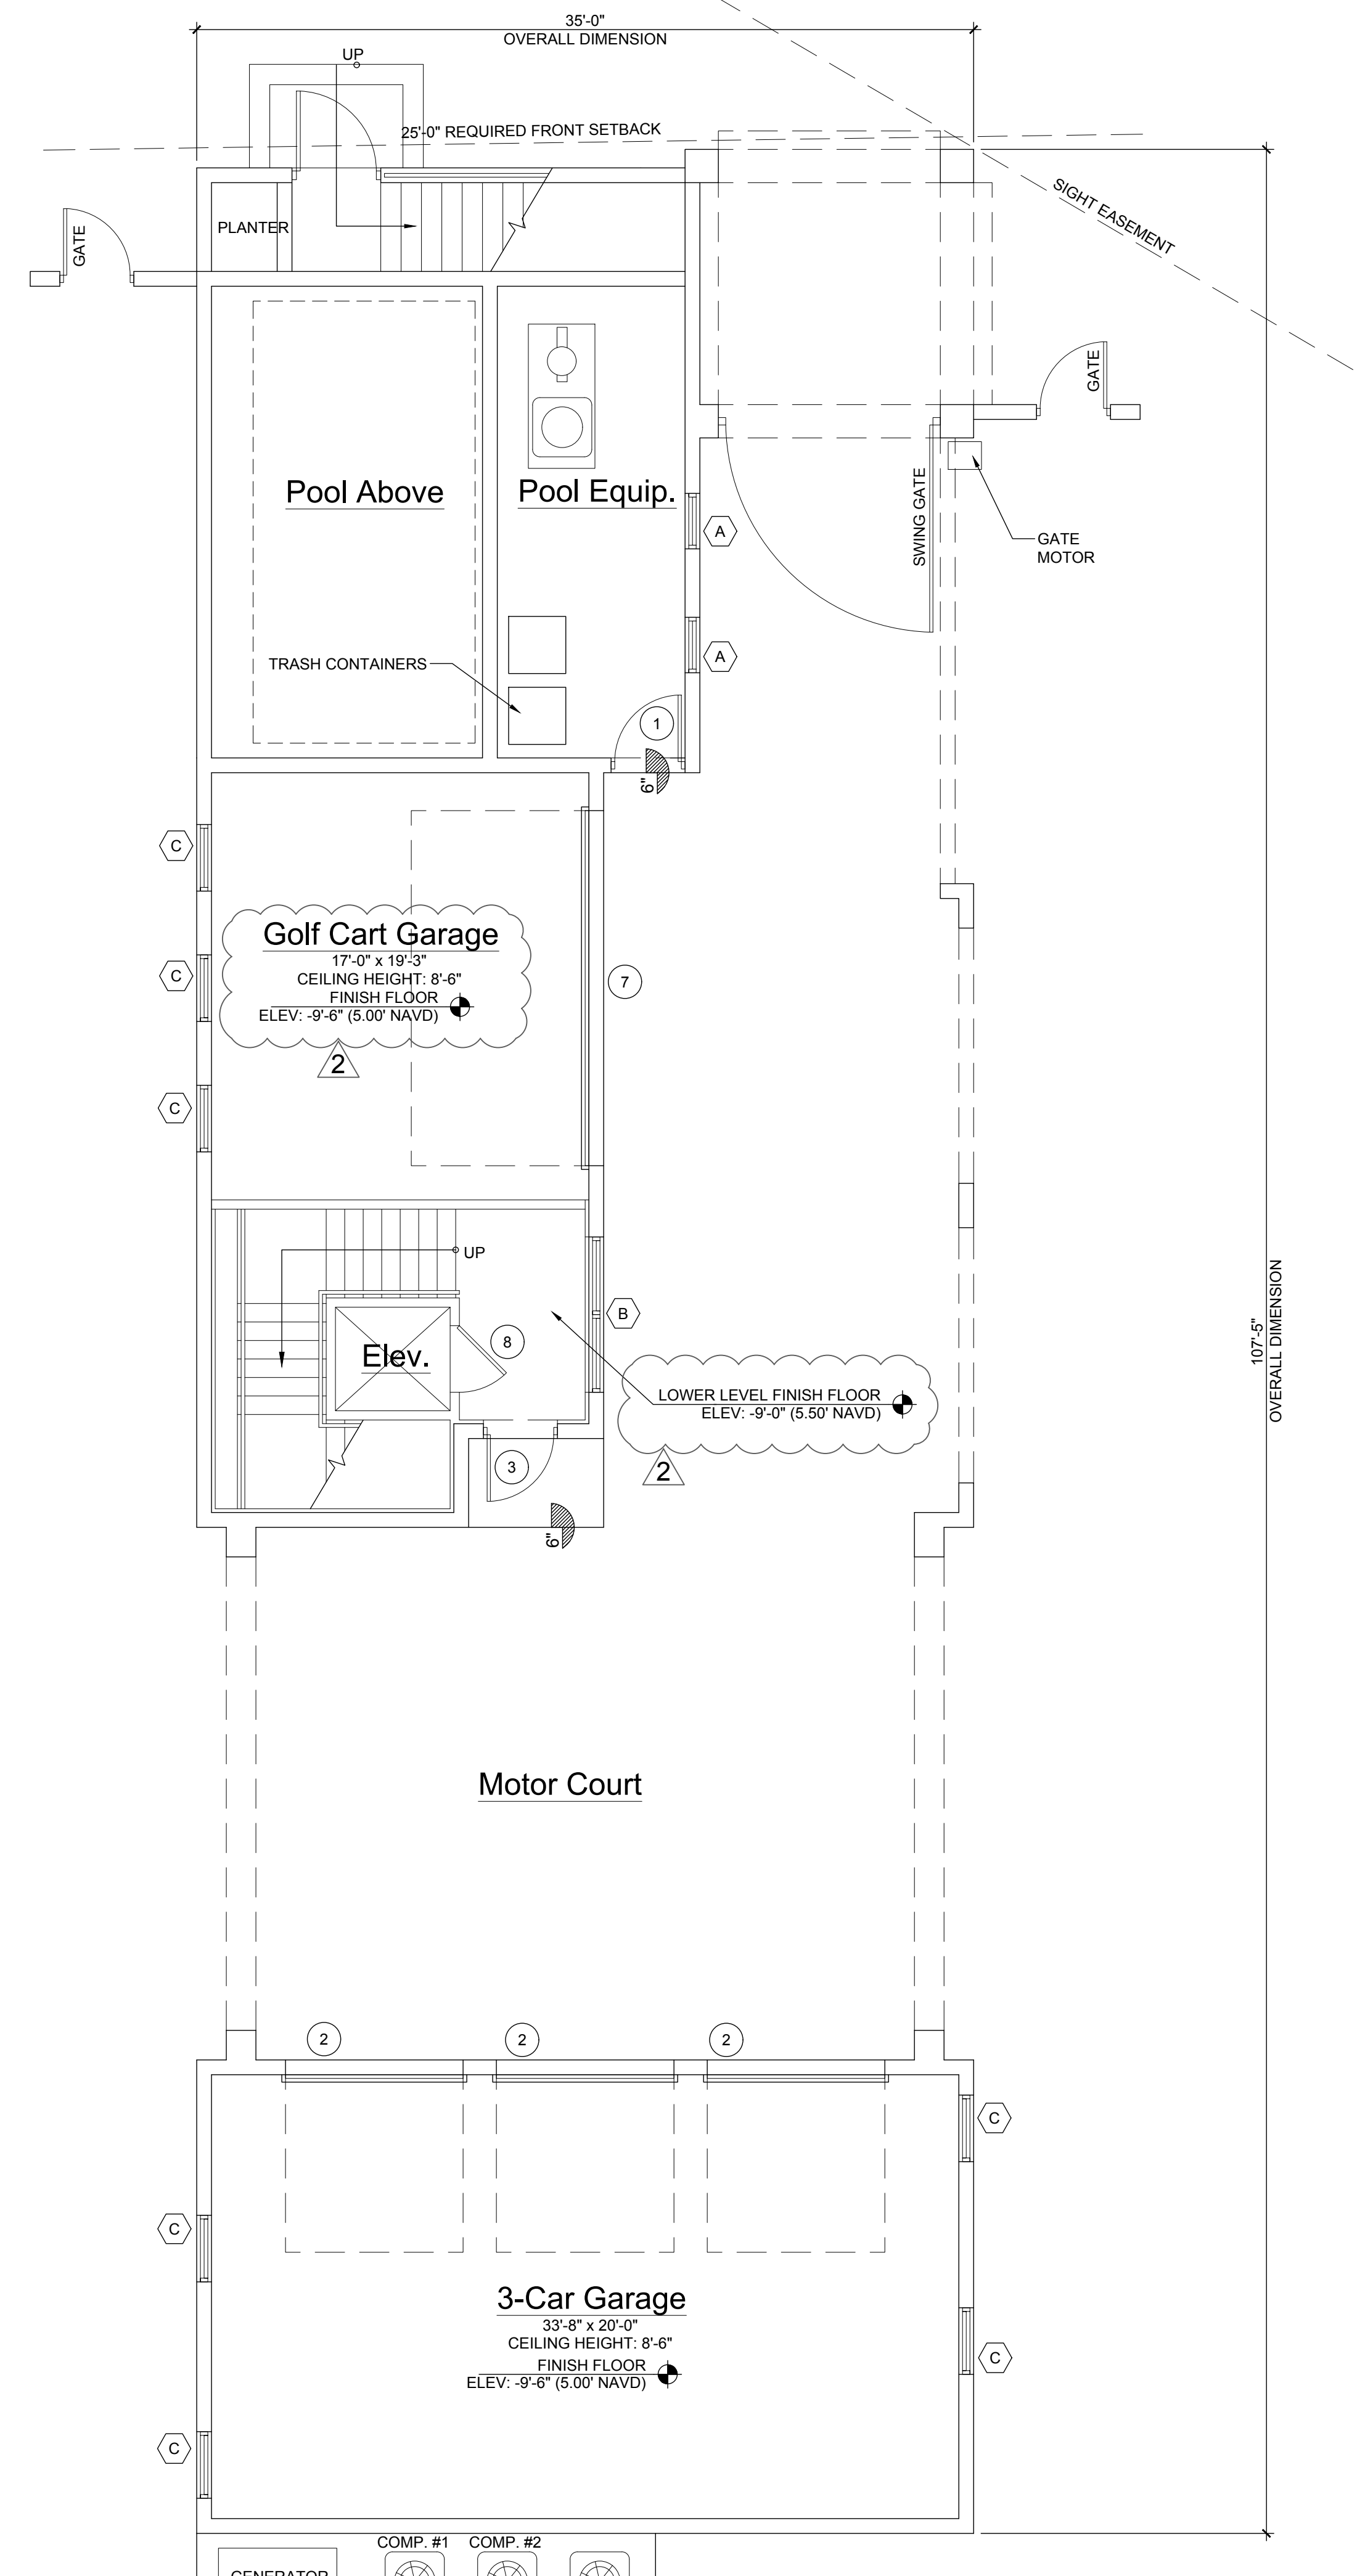 35'-0"
OVERALL DIMENSION
UP
25'-0" REQUIRED FRONT SETBACK
SIGHT EASEMENT
PLANTER
GATE
GATE
Pool Above
Pool Equip.
SWING GATE
A
GATE
MOTOR
A
TRASH CONTAINERS
1
6"
C
Golf Cart Garage
17'-0" x 19'-3"
CEILING HEIGHT: 8'-6"
FINISH FLOOR
ELEV: -9'-6" (5.00' NAVD)
C
7
2
C
UP
B
8
Elev.
LOWER LEVEL FINISH FLOOR
ELEV: -9'-0" (5.50' NAVD)
2
107'-5"
OVERALL DIMENSION
3
6"
Motor Court
2
2
2
C
C
3-Car Garage
33'-8" x 20'-0"
CEILING HEIGHT: 8'-6"
FINISH FLOOR
ELEV: -9'-6" (5.00' NAVD)
C
C
COMP. #1
COMP. #2
GENERATOR